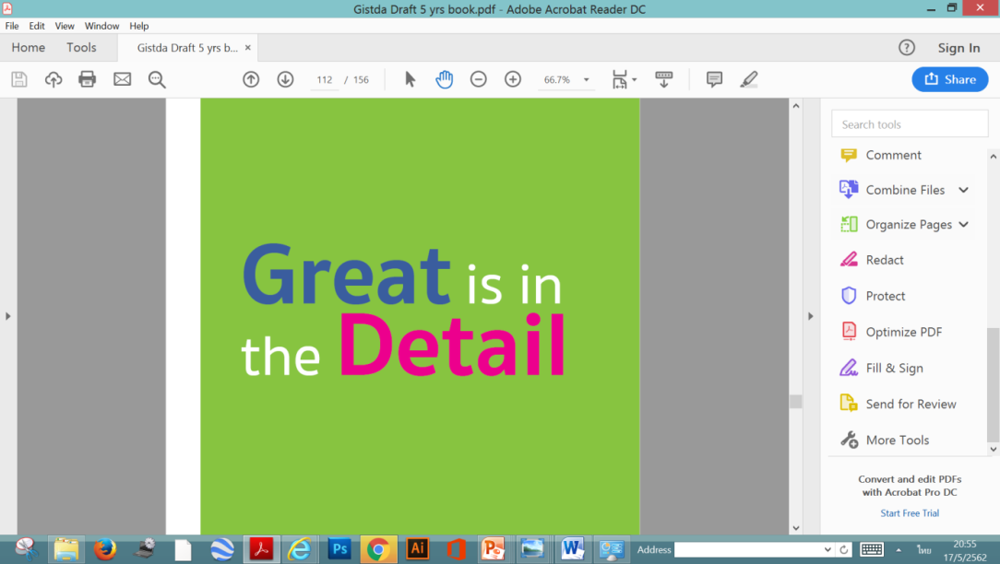 Gistda Draft 5 yrs book.pdf - Adobe Acrobat Reader DC
File Edit View Window Help
Home Tools Gistda Draft 5 yrs b... × Sign In
112 / 156 66.7% Share
Search tools
Comment
Combine Files
Organize Pages
Redact
Protect
Optimize PDF
Fill & Sign
Send for Review
More Tools
Convert and edit PDFs
with Acrobat Pro DC
Start Free Trial
Great is in
the Detail
Ps Ai P W Address ไทย 20:55
17/5/2562